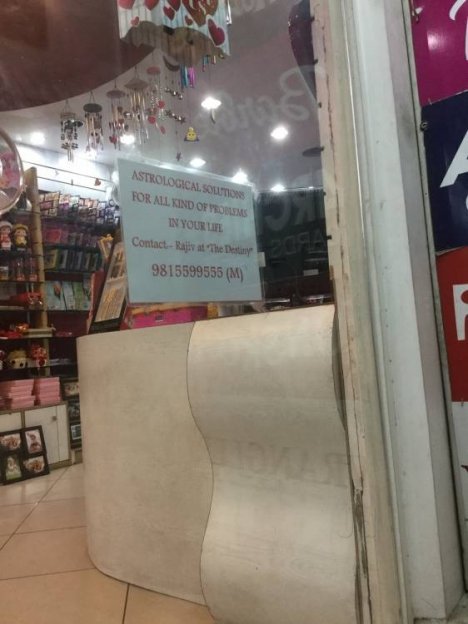 ASTROLOGICAL SOLUTIONS
FOR ALL KIND OF PROBLEMS
IN YOUR LIFE
Contact:- Rajiv at "The Destiny"
9815599555 (M)